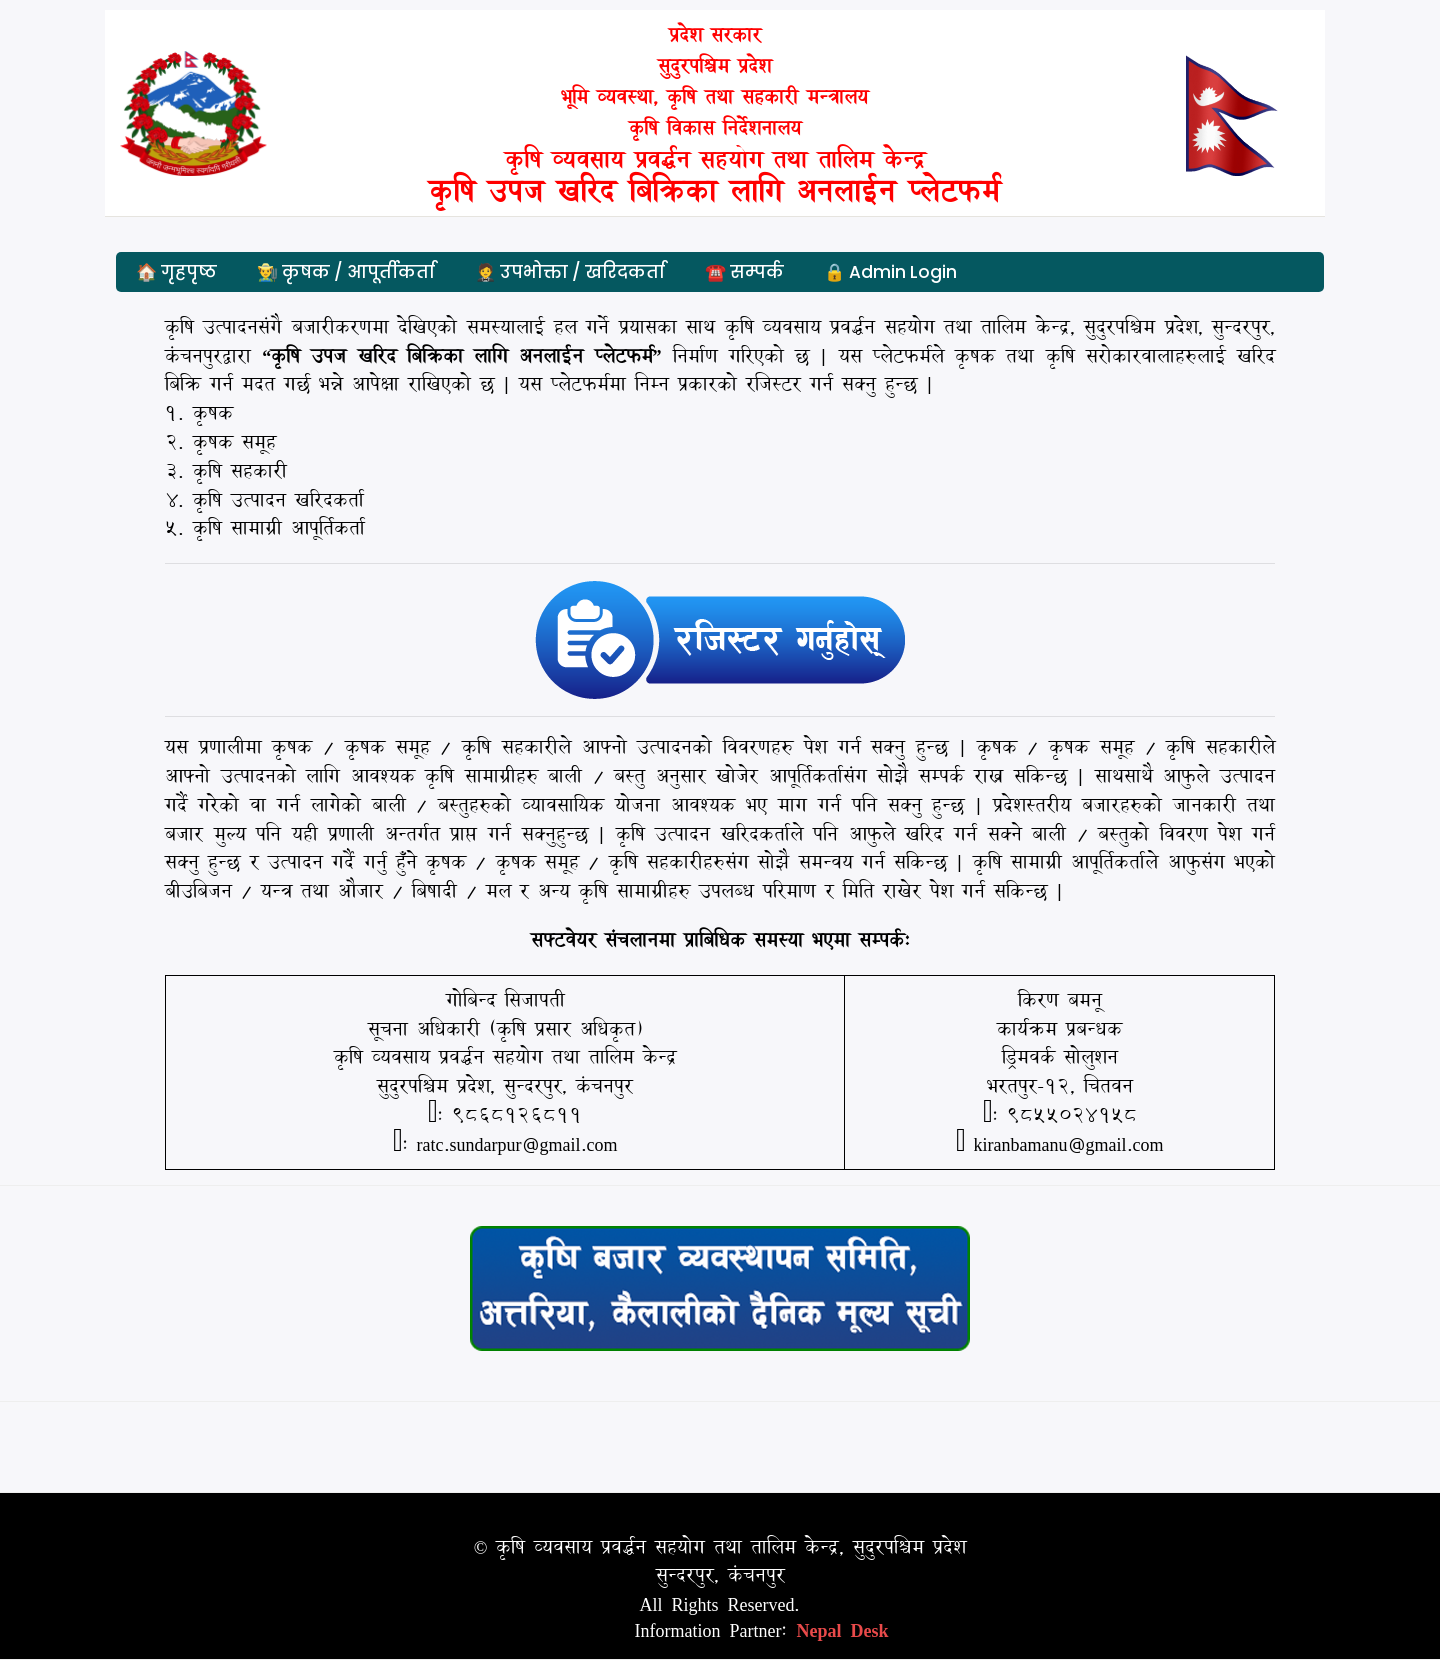 प्रदेश सरकार
सुदुरपश्चिम प्रदेश
भूमि व्यवस्था, कृषि तथा सहकारी मन्त्रालय
कृषि विकास निर्देशनालय
कृषि व्यवसाय प्रवर्द्धन सहयोग तथा तालिम केन्द्र
कृषि उपज खरिद बिक्रिका लागि अनलाईन प्लेटफर्म
जननी जन्मभूमिश्च स्वर्गादपि गरीयसी
🏠 गृहपृष्ठ 👨‍🌾 कृषक / आपूर्तीकर्ता 🤵 उपभोक्ता / खरिदकर्ता ☎️ सम्पर्क 🔒 Admin Login
कृषि उत्पादनसंगै बजारीकरणमा देखिएको समस्यालाई हल गर्ने प्रयासका साथ कृषि व्यवसाय प्रवर्द्धन सहयोग तथा तालिम केन्द्र, सुदुरपश्चिम प्रदेश, सुन्दरपुर,
कंचनपुरद्वारा “कृषि उपज खरिद बिक्रिका लागि अनलाईन प्लेटफर्म” निर्माण गरिएको छ | यस प्लेटफर्मले कृषक तथा कृषि सरोकारवालाहरुलाई खरिद
बिक्रि गर्न मदत गर्छ भन्ने आपेक्षा राखिएको छ | यस प्लेटफर्ममा निम्न प्रकारको रजिस्टर गर्न सक्नु हुन्छ |
१. कृषक
२. कृषक समूह
३. कृषि सहकारी
४. कृषि उत्पादन खरिदकर्ता
५. कृषि सामाग्री आपूर्तिकर्ता
रजिस्टर गर्नुहोस्
यस प्रणालीमा कृषक / कृषक समूह / कृषि सहकारीले आफ्नो उत्पादनको विवरणहरु पेश गर्न सक्नु हुन्छ | कृषक / कृषक समूह / कृषि सहकारीले
आफ्नो उत्पादनको लागि आवश्यक कृषि सामाग्रीहरु बाली / बस्तु अनुसार खोजेर आपूर्तिकर्तासंग सोझै सम्पर्क राख्न सकिन्छ | साथसाथै आफुले उत्पादन
गर्दै गरेको वा गर्न लागेको बाली / बस्तुहरुको व्यावसायिक योजना आवश्यक भए माग गर्न पनि सक्नु हुन्छ | प्रदेशस्तरीय बजारहरुको जानकारी तथा
बजार मुल्य पनि यही प्रणाली अन्तर्गत प्राप्त गर्न सक्नुहुन्छ | कृषि उत्पादन खरिदकर्ताले पनि आफुले खरिद गर्न सक्ने बाली / बस्तुको विवरण पेश गर्न
सक्नु हुन्छ र उत्पादन गर्दै गर्नु हुँने कृषक / कृषक समूह / कृषि सहकारीहरुसंग सोझै समन्वय गर्न सकिन्छ | कृषि सामाग्री आपूर्तिकर्ताले आफुसंग भएको
बीउबिजन / यन्त्र तथा औजार / बिषादी / मल र अन्य कृषि सामाग्रीहरु उपलब्ध परिमाण र मिति राखेर पेश गर्न सकिन्छ |
सफ्टवेयर संचलानमा प्राबिधिक समस्या भएमा सम्पर्कः
गोबिन्द सिजापती
सूचना अधिकारी (कृषि प्रसार अधिकृत)
कृषि व्यवसाय प्रवर्द्धन सहयोग तथा तालिम केन्द्र
सुदुरपश्चिम प्रदेश, सुन्दरपुर, कंचनपुर
: ९८६८१२६८११
: ratc.sundarpur@gmail.com
किरण बमनू
कार्यक्रम प्रबन्धक
ड्रिमवर्क सोलुशन
भरतपुर-१२, चितवन
: ९८५५०२४१५८
kiranbamanu@gmail.com
कृषि बजार व्यवस्थापन समिति,
अत्तरिया, कैलालीको दैनिक मूल्य सूची
© कृषि व्यवसाय प्रवर्द्धन सहयोग तथा तालिम केन्द्र, सुदुरपश्चिम प्रदेश
सुन्दरपुर, कंचनपुर
All Rights Reserved.
Information Partner: Nepal Desk